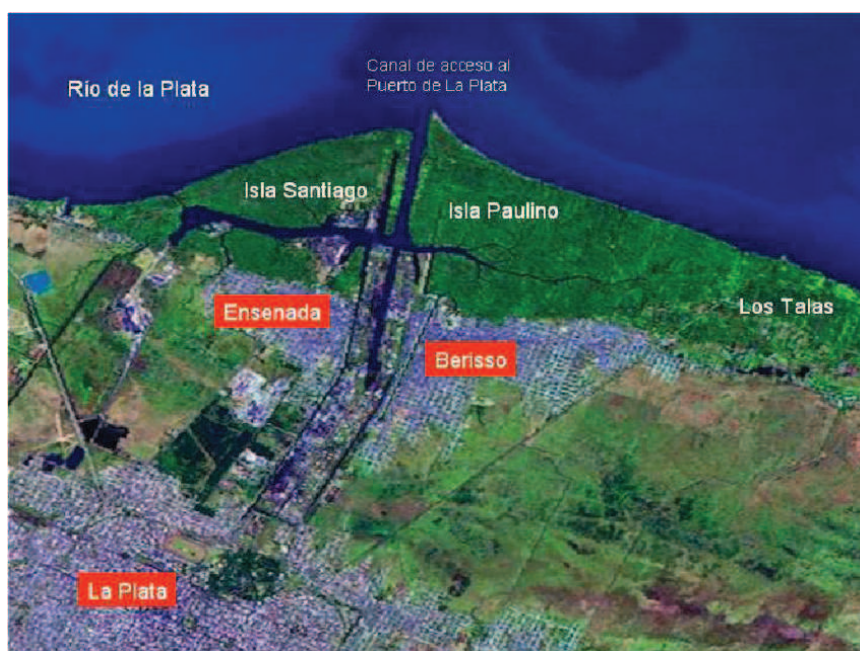 Canal de acceso al
Puerto de La Plata
Río de la Plata
Isla Santiago
Isla Paulino
Los Talas
Ensenada
Berisso
La Plata